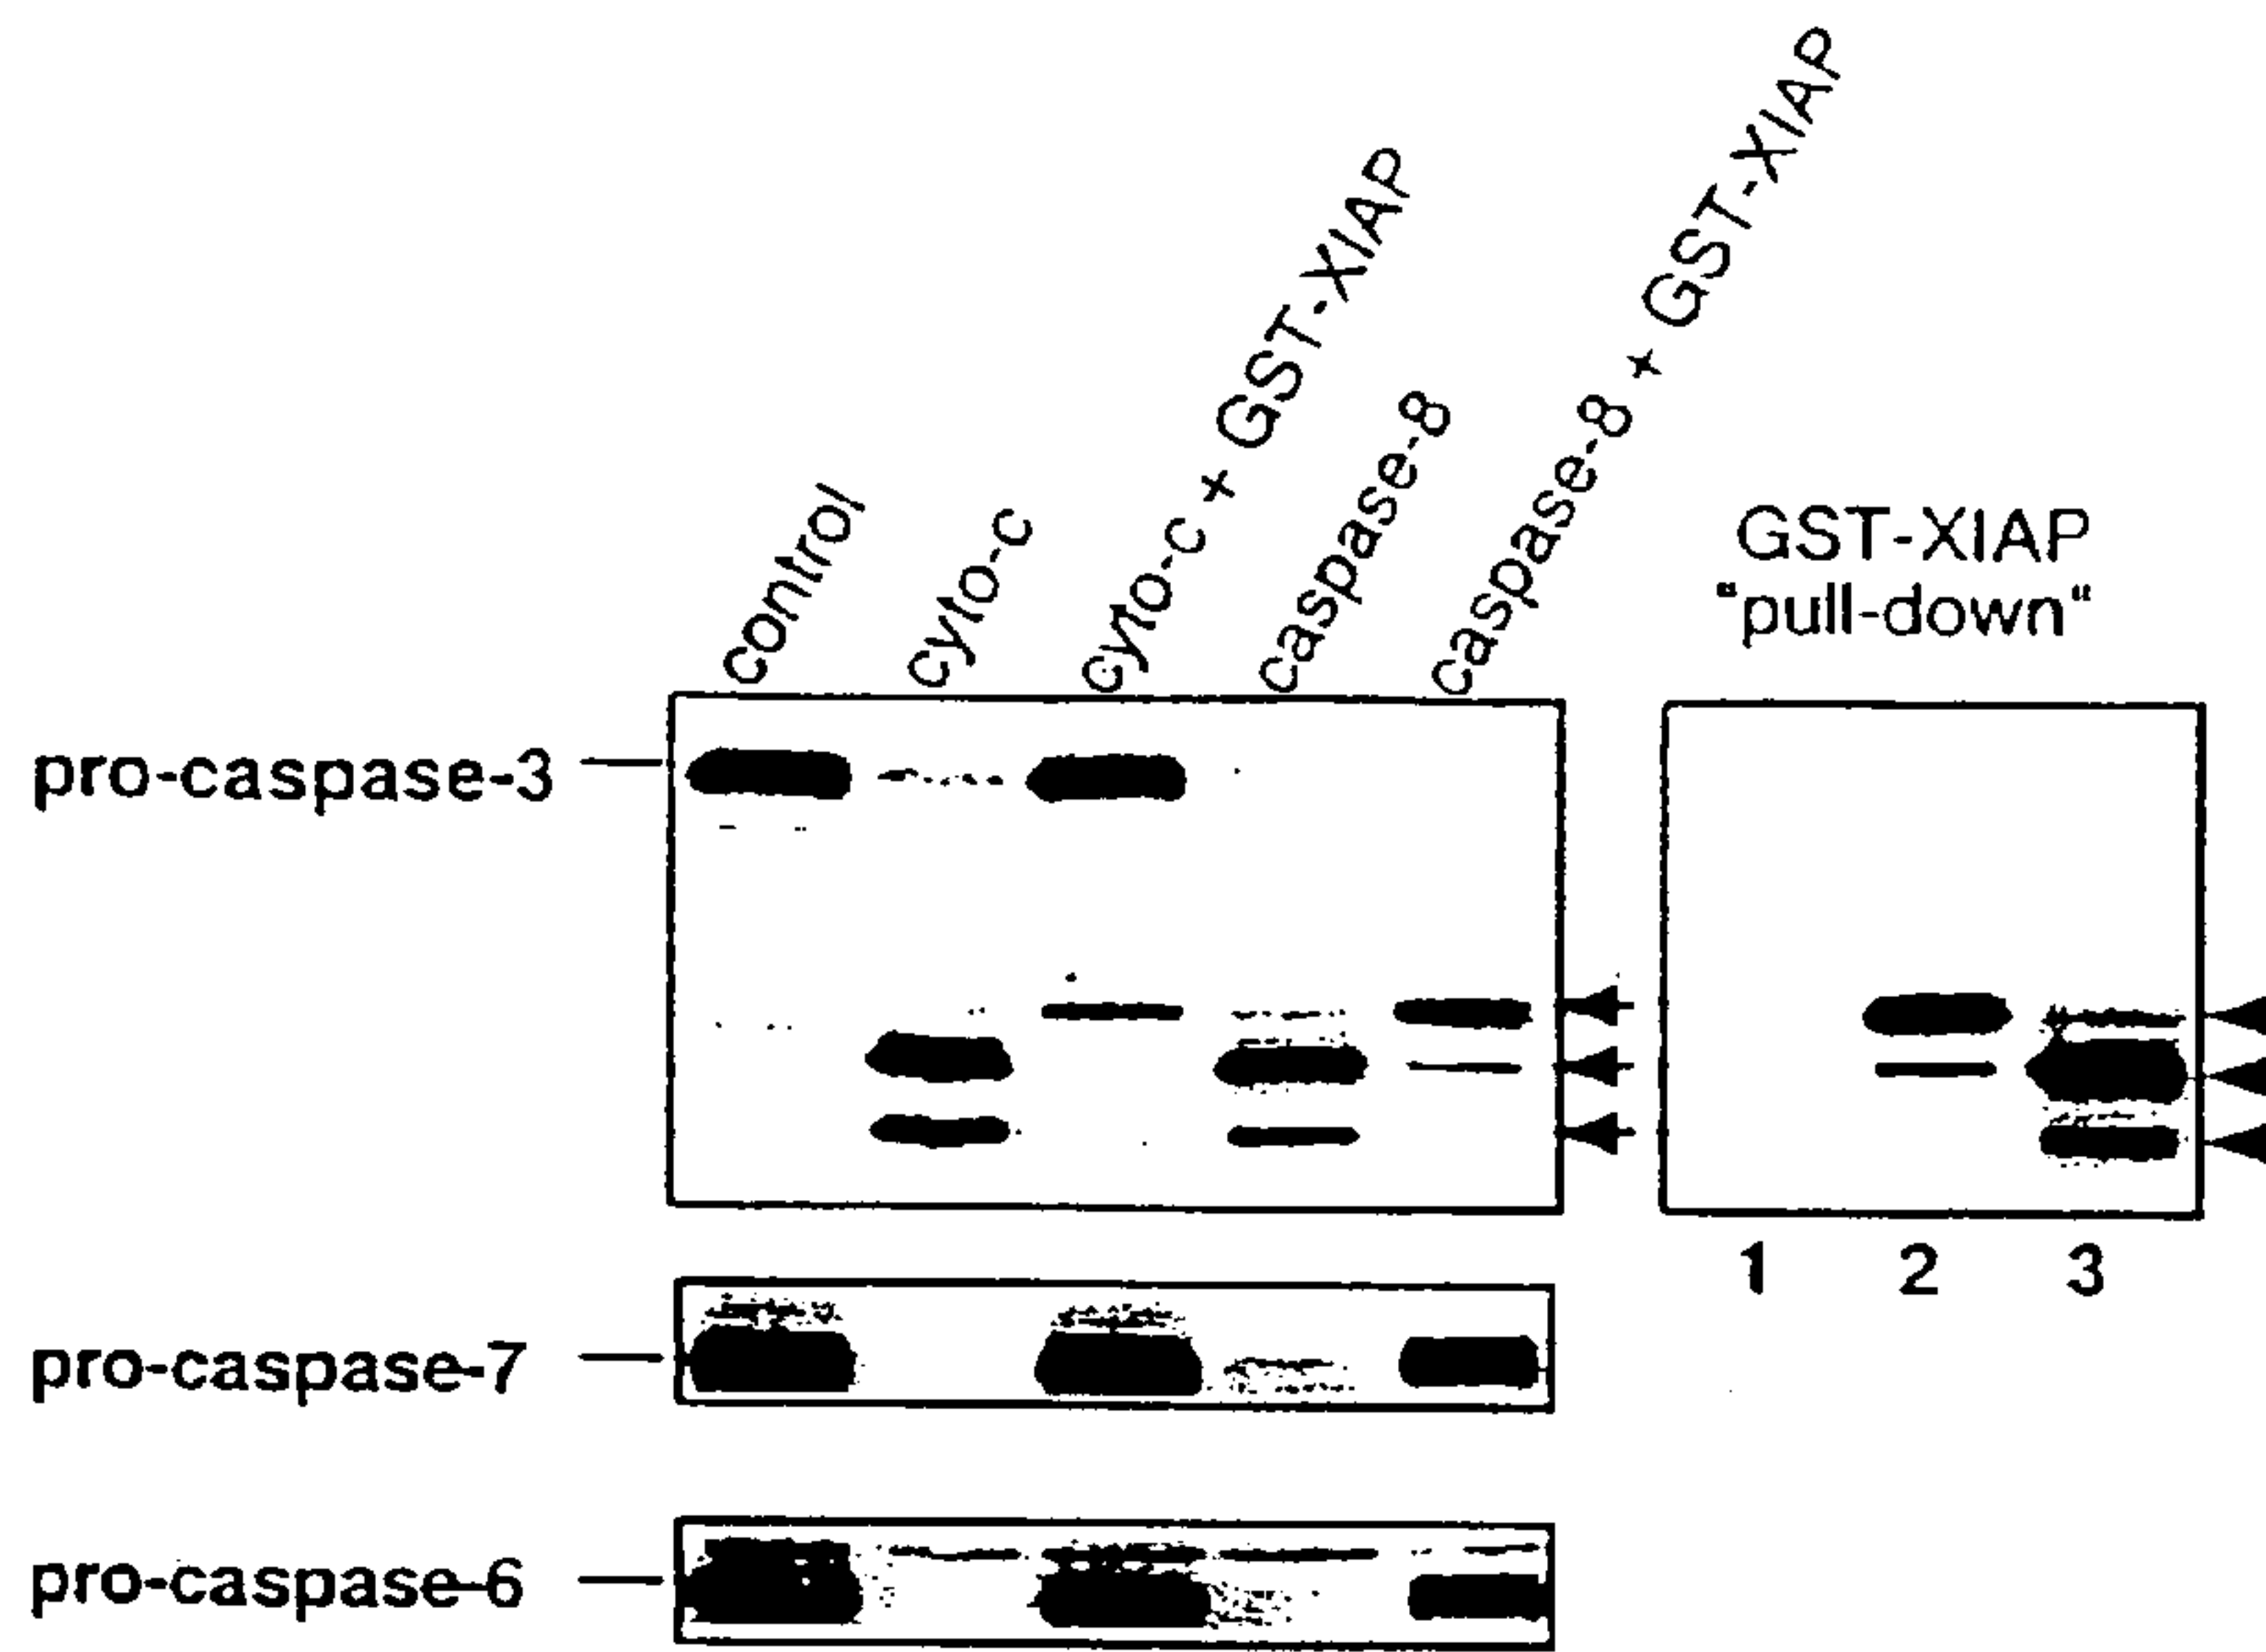 control
cyto-c
cyto-c + GST-XIAP
caspase-8
caspase-8 + GST-XIAP
GST-XIAP
"pull-down"
pro-caspase-3
1 2 3
pro-caspase-7
pro-caspase-6